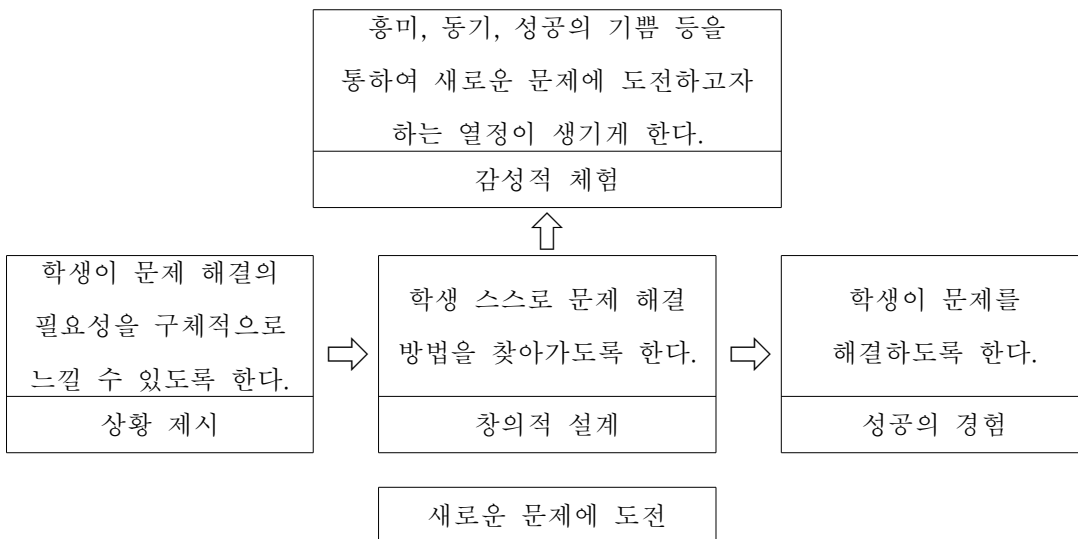 흥미, 동기, 성공의 기쁨 등을
통하여 새로운 문제에 도전하고자
하는 열정이 생기게 한다.
감성적 체험
학생이 문제 해결의
필요성을 구체적으로
느낄 수 있도록 한다.
상황 제시
학생 스스로 문제 해결
방법을 찾아가도록 한다.
창의적 설계
학생이 문제를
해결하도록 한다.
성공의 경험
새로운 문제에 도전